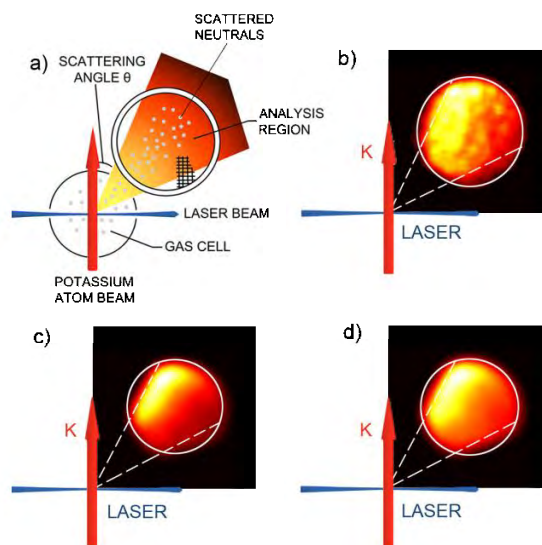 a)
SCATTERED
NEUTRALS
SCATTERING
ANGLE θ
ANALYSIS
REGION
LASER BEAM
GAS CELL
POTASSIUM
ATOM BEAM
b)
K
LASER
c)
K
LASER
d)
K
LASER